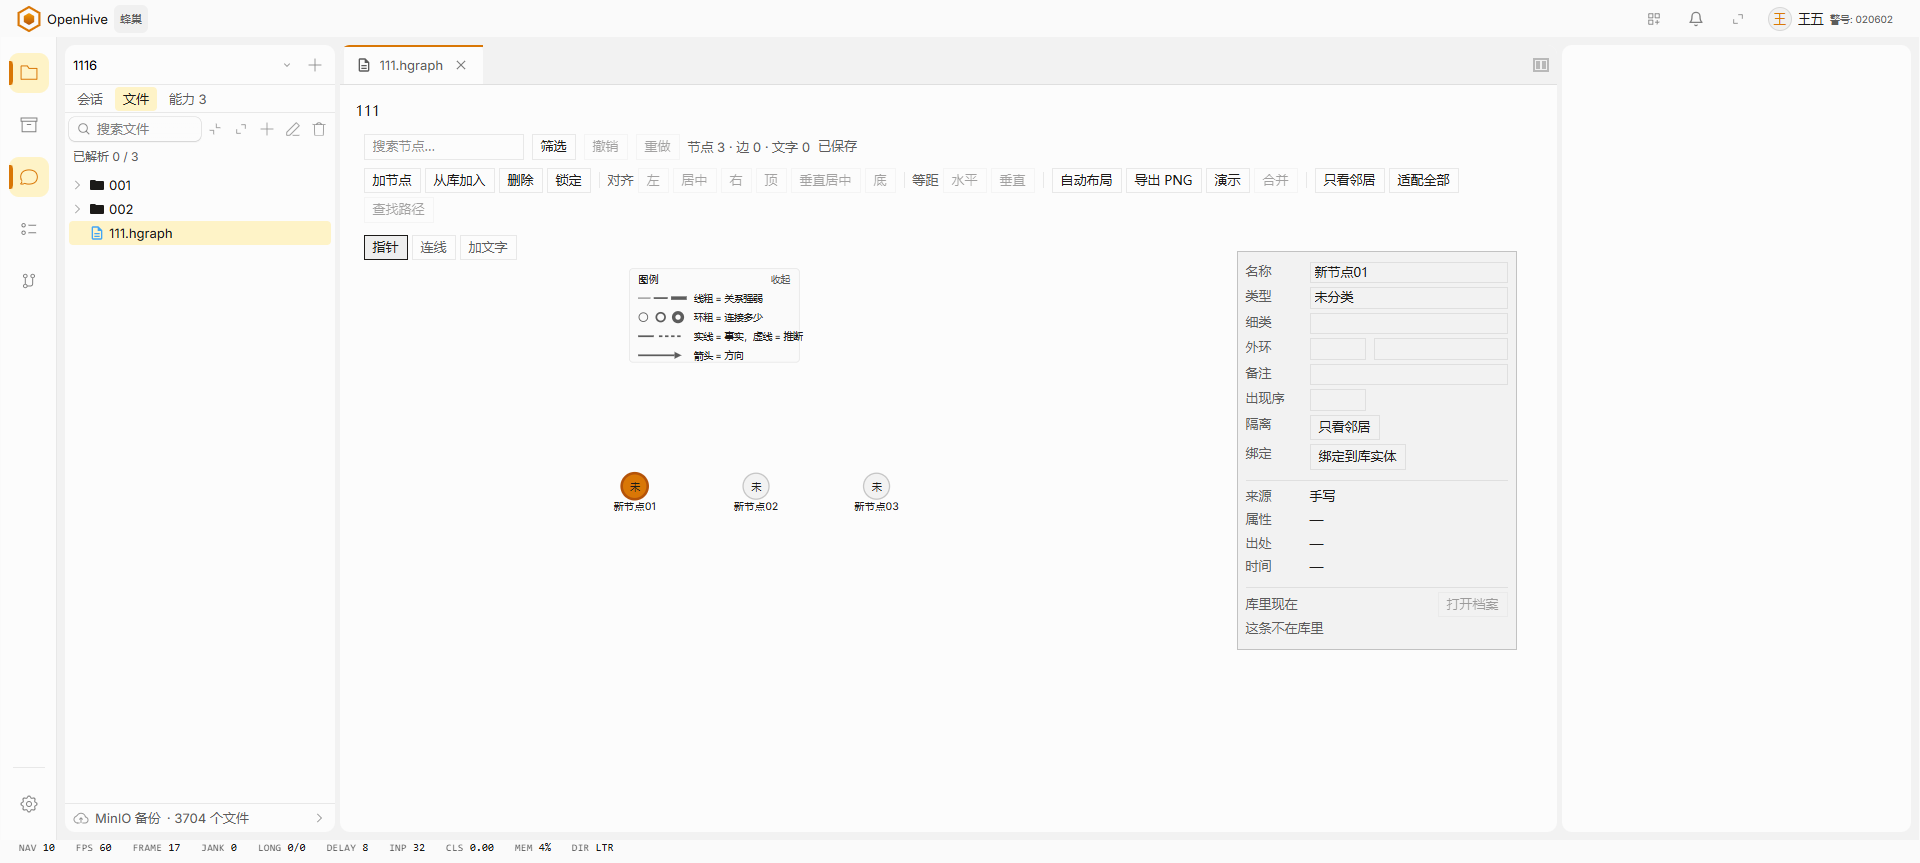 OpenHive 蜂巢
王 王五 警号: 020602
1116
会话 文件 能力 3
搜索文件
已解析 0 / 3
001
002
111.hgraph
MinIO 备份 · 3704 个文件
111.hgraph
111
搜索节点... 筛选 撤销 重做 节点 3 · 边 0 · 文字 0 已保存
加节点 从库加入 删除 锁定 对齐 左 居中 右 顶 垂直居中 底 等距 水平 垂直 自动布局 导出 PNG 演示 合并 只看邻居 适配全部
查找路径
指针 连线 加文字
图例 收起
线粗 = 关系强弱
环粗 = 连接多少
实线 = 事实，虚线 = 推断
箭头 = 方向
未 未 未
新节点01 新节点02 新节点03
名称 新节点01
类型 未分类
细类
外环
备注
出现序
隔离 只看邻居
绑定 绑定到库实体
来源 手写
属性 —
出处 —
时间 —
库里现在 打开档案
这条不在库里
NAV 10 FPS 60 FRAME 17 JANK 0 LONG 0/0 DELAY 8 INP 32 CLS 0.00 MEM 4% DIR LTR